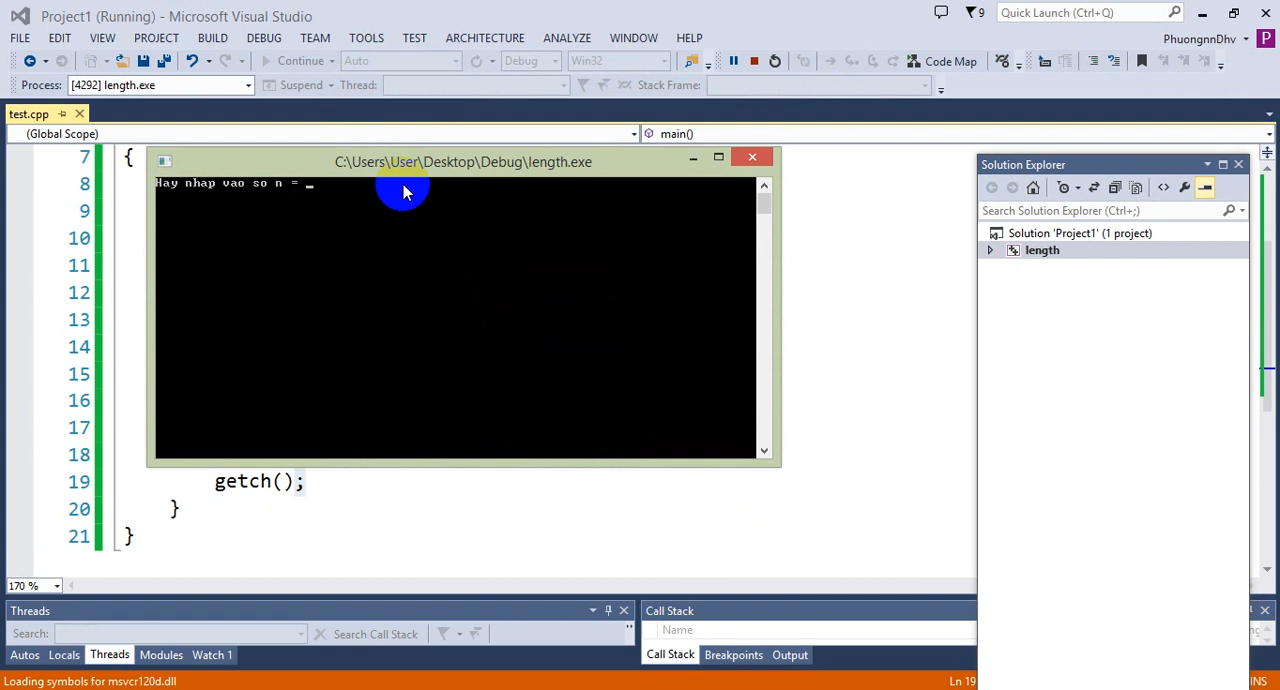 Project1 (Running) - Microsoft Visual Studio
9
Quick Launch (Ctrl+Q)
FILE EDIT VIEW PROJECT BUILD DEBUG TEAM TOOLS TEST ARCHITECTURE ANALYZE WINDOW HELP
PhuongnnDhv P
Continue Auto Debug Win32 Code Map
Process: [4292] length.exe Suspend Thread: Stack Frame:
test.cpp
(Global Scope) main()
7 {
C:\Users\User\Desktop\Debug\length.exe
8
Hay nhap vao so n = _
9
10
11
12
13
14
15
16
17
18
19 getch();
20 }
21 }
Solution Explorer
Search Solution Explorer (Ctrl+;)
Solution 'Project1' (1 project)
length
170 %
Threads
Search: Search Call Stack
Autos Locals Threads Modules Watch 1
Call Stack
Name
Call Stack Breakpoints Output
Loading symbols for msvcr120d.dll
Ln 19
INS